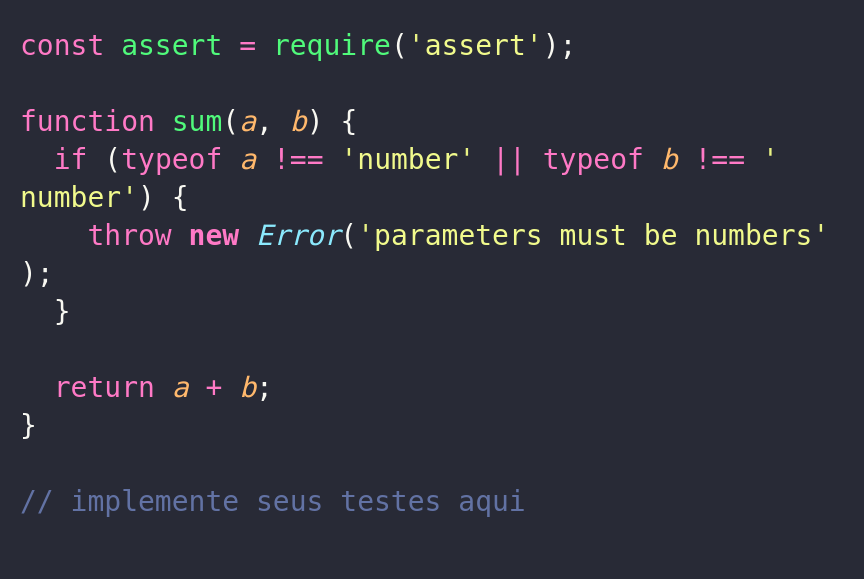 const assert = require('assert');

function sum(a, b) {
  if (typeof a !== 'number' || typeof b !== '
number') {
    throw new Error('parameters must be numbers'
);
  }

  return a + b;
}

// implemente seus testes aqui